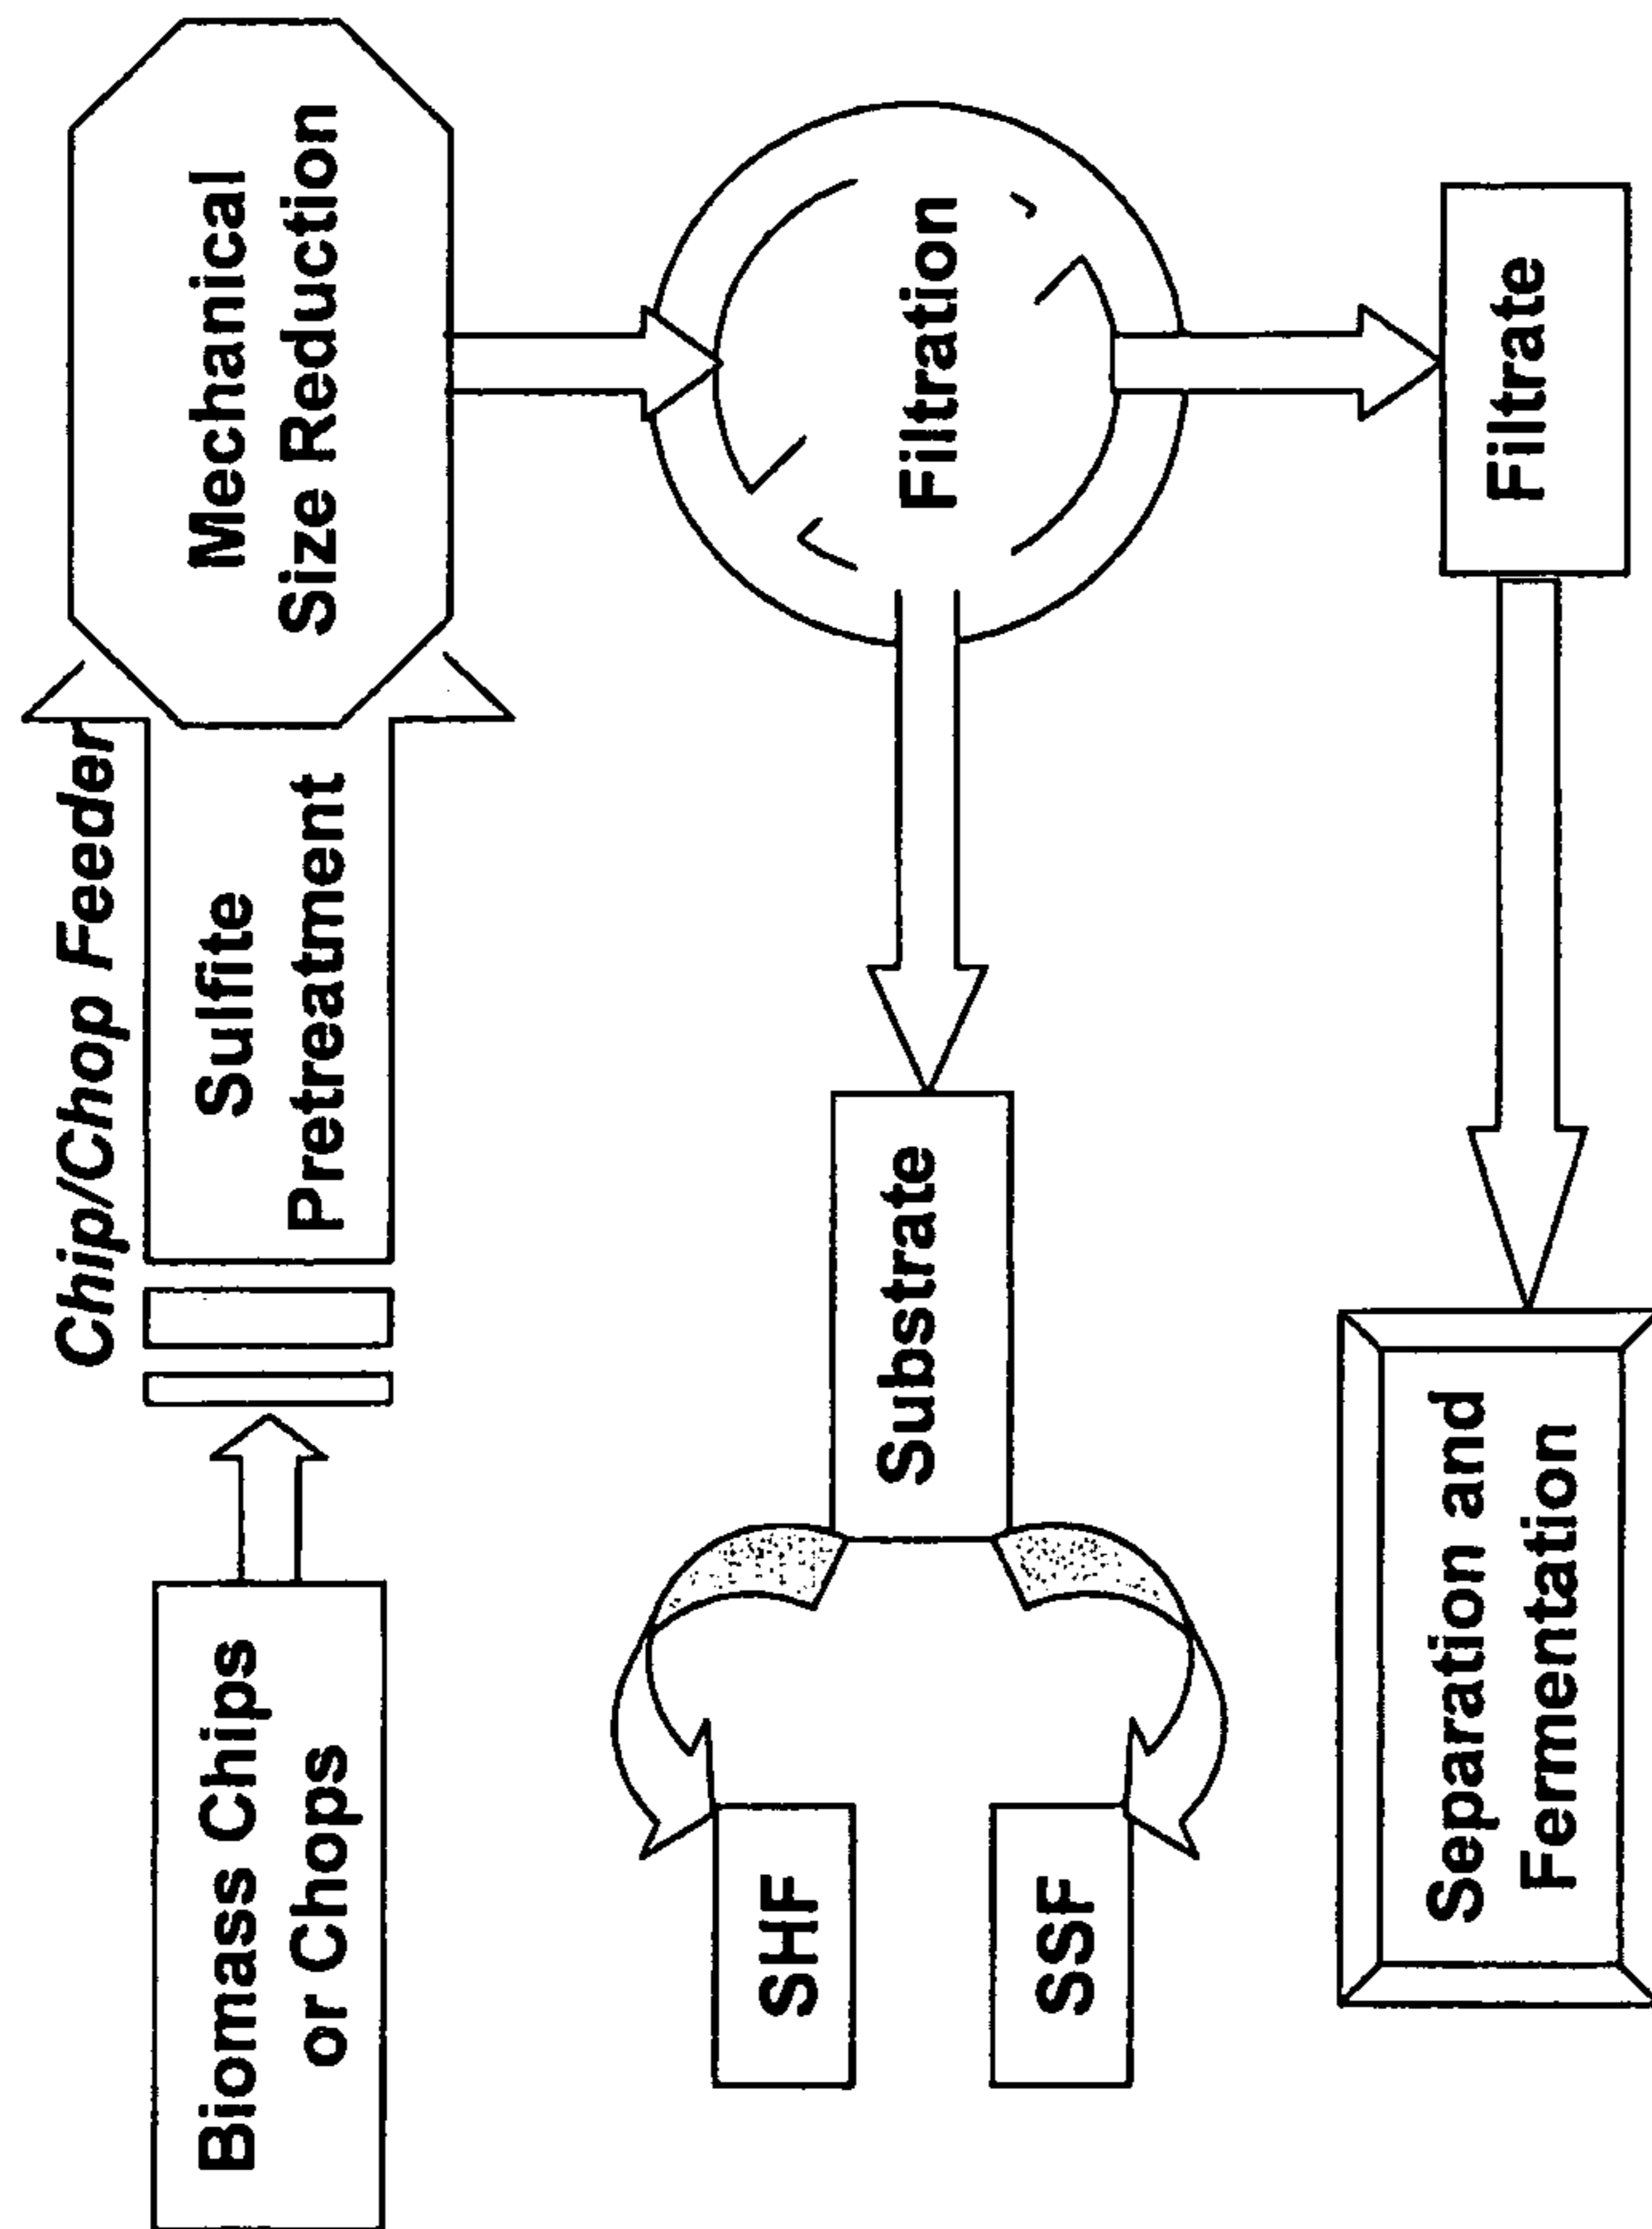 Chip/Chop Feeder
Biomass Chips
or Chops
Sulfite
Pretreatment
Mechanical
Size Reduction
SHF
SSF
Substrate
Filtration
Separation and
Fermentation
Filtrate